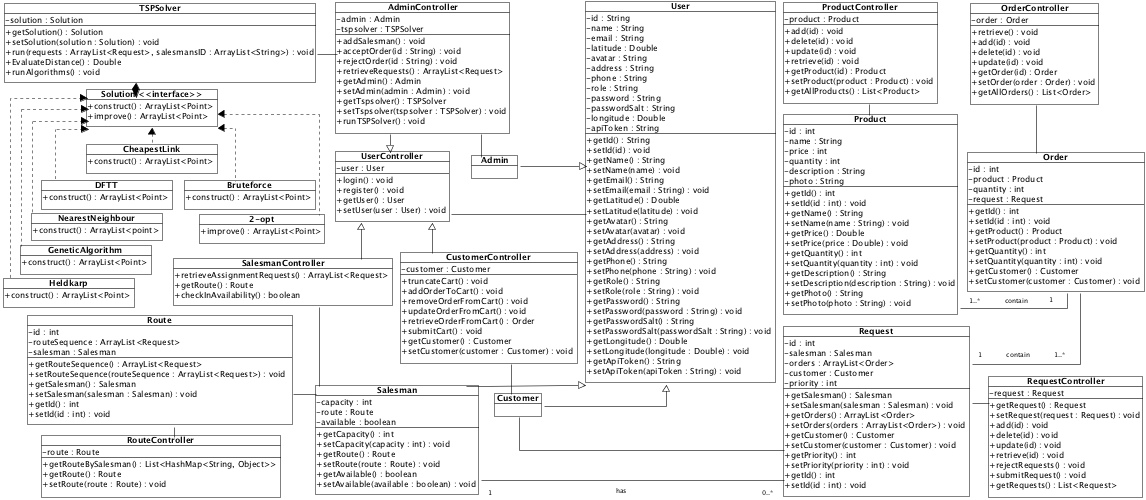 TSPSolver
-solution : Solution
+getSolution() : Solution
+setSolution(solution : Solution) : void
+run(requests : ArrayList<Request>, salesmansID : ArrayList<String>) : void
+EvaluateDistance() : Double
+runAlgorithms() : void
Solution<<interface>>
+construct() : ArrayList<Point>
+improve() : ArrayList<Point>
CheapestLink
+construct() : ArrayList<Point>
DFTT
+construct() : ArrayList<Point>
Bruteforce
+construct() : ArrayList<Point>
NearestNeighbour
+construct() : ArrayList<point>
2-opt
+improve() : ArrayList<Point>
GeneticAlgorithm
+construct() : ArrayList<Point>
Heldkarp
+construct() : ArrayList<Point>
AdminController
-admin : Admin
-tspsolver : TSPSolver
+addSalesman() : void
+acceptOrder(id : String) : void
+rejectOrder(id : String) : void
+retrieveRequests() : ArrayList<Request>
+getAdmin() : Admin
+setAdmin(admin : Admin) : void
+getTspsolver() : TSPSolver
+setTspsolver(tspsolver : TSPSolver) : void
+runTSPSolver() : void
UserController
-user : User
+login() : void
+register() : void
+getUser() : User
+setUser(user : User) : void
Admin
SalesmanController
+retrieveAssignmentRequests() : ArrayList<Request>
+getRoute() : Route
+checkInAvailability() : boolean
CustomerController
-customer : Customer
+truncateCart() : void
+addOrderToCart() : void
+removeOrderFromCart() : void
+updateOrderFromCart() : void
+retrieveOrderFromCart() : Order
+submitCart() : void
+getCustomer() : Customer
+setCustomer(customer : Customer) : void
Route
-id : int
-routeSequence : ArrayList<Request>
-salesman : Salesman
+getRouteSequence() : ArrayList<Request>
+setRouteSequence(routeSequence : ArrayList<Request>) : void
+getSalesman() : Salesman
+setSalesman(salesman : Salesman) : void
+getId() : int
+setId(id : int) : void
RouteController
-route : Route
+getRouteBySalesman() : List<HashMap<String, Object>>
+getRoute() : Route
+setRoute(route : Route) : void
Salesman
-capacity : int
-route : Route
-available : boolean
+getCapacity() : int
+setCapacity(capacity : int) : void
+getRoute() : Route
+setRoute(route : Route) : void
+getAvailable() : boolean
+setAvailable(available : boolean) : void
Customer
User
-id : String
-name : String
-email : String
-latitude : Double
-avatar : String
-address : String
-phone : String
-role : String
-password : String
-passwordSalt : String
-longitude : Double
-apiToken : String
+getId() : String
+setId(id) : void
+getName() : String
+setName(name) : void
+getEmail() : String
+setEmail(email : String) : void
+getLatitude() : Double
+setLatitude(latitude) : void
+getAvatar() : String
+setAvatar(avatar) : void
+getAddress() : String
+setAddress(address) : void
+getPhone() : String
+setPhone(phone : String) : void
+getRole() : String
+setRole(role : String) : void
+getPassword() : String
+setPassword(password : String) : void
+getPasswordSalt() : String
+setPasswordSalt(passwordSalt : String) : void
+getLongitude() : Double
+setLongitude(longitude : Double) : void
+getApiToken() : String
+setApiToken(apiToken : String) : void
ProductController
-product : Product
+add(id) : void
+delete(id) : void
+update(id) : void
+retrieve(id) : void
+getProduct(id) : Product
+setProduct(product : Product) : void
+getAllProducts() : List<Product>
Product
-id : int
-name : String
-price : int
-quantity : int
-description : String
-photo : String
+getId() : int
+setId(id : int) : void
+getName() : String
+setName(name : String) : void
+getPrice() : Double
+setPrice(price : Double) : void
+getQuantity() : int
+setQuantity(quantity : int) : void
+getDescription() : String
+setDescription(description : String) : void
+getPhoto() : String
+setPhoto(photo : String) : void
OrderController
-order : Order
+retrieve() : void
+add(id) : void
+delete(id) : void
+update(id) : void
+getOrder(id) : Order
+setOrder(order : Order) : void
+getAllOrders() : List<Order>
Order
-id : int
-product : Product
-quantity : int
-request : Request
+getId() : int
+setId(id : int) : void
+getProduct() : Product
+setProduct(product : Product) : void
+getQuantity() : int
+setQuantity(quantity : int) : void
+getCustomer() : Customer
+setCustomer(customer : Customer) : void
1..* contain 1
Request
-id : int
-salesman : Salesman
-orders : ArrayList<Order>
-customer : Customer
-priority : int
+getSalesman() : Salesman
+setSalesman(salesman : Salesman) : void
+getOrders() : ArrayList<Order>
+setOrders(orders : ArrayList<Order>) : void
+getCustomer() : Customer
+setCustomer(customer : Customer) : void
+getPriority() : int
+setPriority(priority : int) : void
+getId() : int
+setId(id : int) : void
1 contain 1..*
RequestController
-request : Request
+getRequest() : Request
+setRequest(request : Request) : void
+add(id) : void
+delete(id) : void
+update(id) : void
+retrieve(id) : void
+rejectRequests() : void
+submitRequest() : void
+getRequests() : List<Request>
1 has 0..*